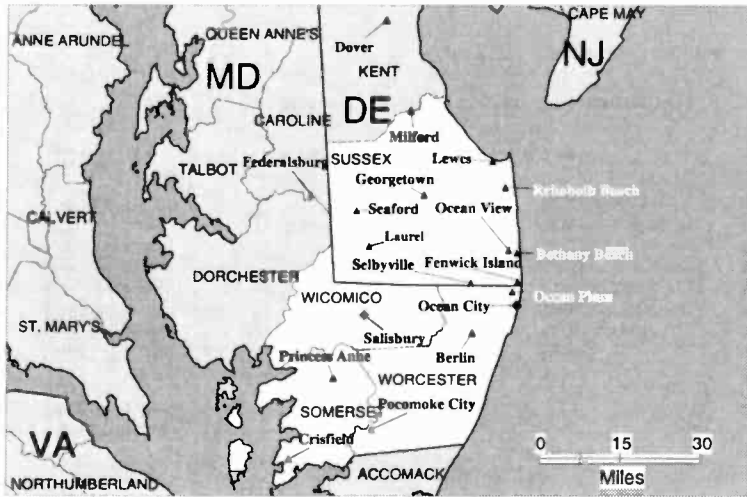 CAPE MAY
ANNE ARUNDEL
QUEEN ANNE'S
Dover
NJ
MD
KENT
DE
CAROLINE
Milford
TALBOT
Federalsburg
SUSSEX
Lewes
Georgetown
Rehoboth Beach
CALVERT
Seaford
Ocean View
Laurel
Bethany Beach
DORCHESTER
Selbyville
Fenwick Island
WICOMICO
Ocean City
Ocean Pines
ST. MARY'S
Salisbury
Princess Anne
Berlin
WORCESTER
SOMERSET
Pocomoke City
VA
Crisfield
0 15 30
Miles
NORTHUMBERLAND
ACCOMACK